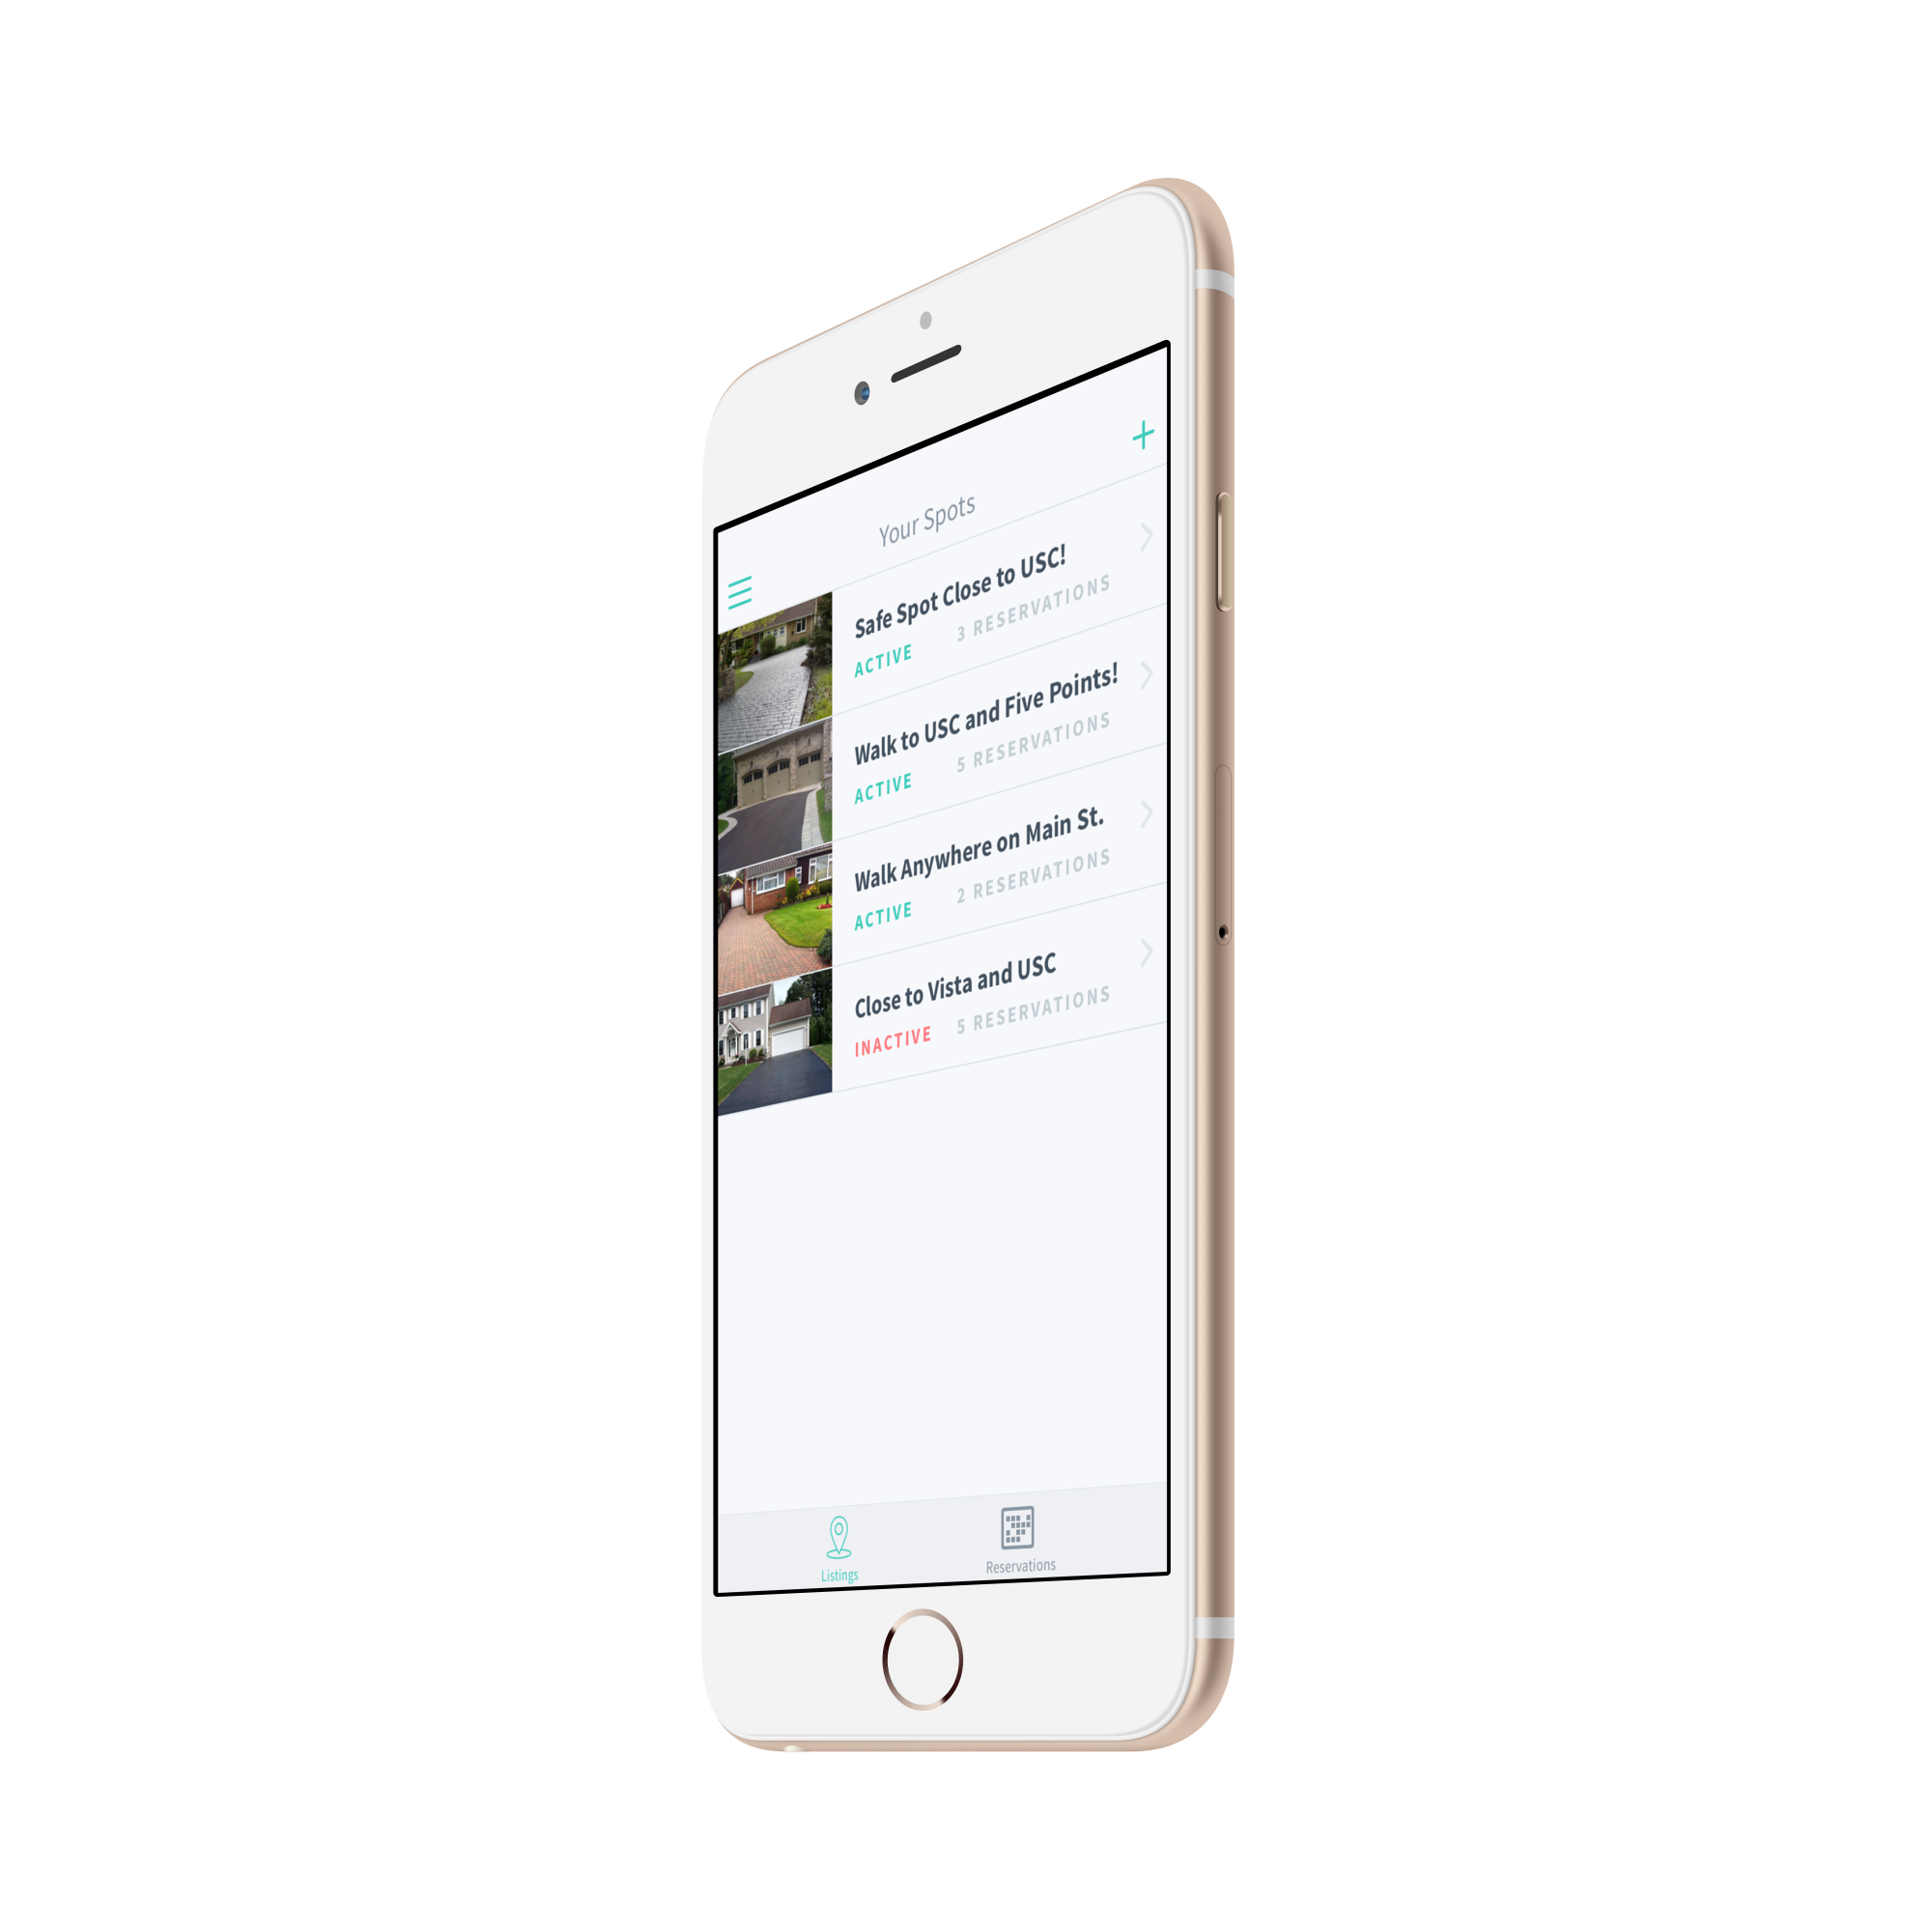 Your Spots
Safe Spot Close to USC!
ACTIVE 3 RESERVATIONS
Walk to USC and Five Points!
ACTIVE 5 RESERVATIONS
Walk Anywhere on Main St.
ACTIVE 2 RESERVATIONS
Close to Vista and USC
INACTIVE 5 RESERVATIONS
Listings Reservations